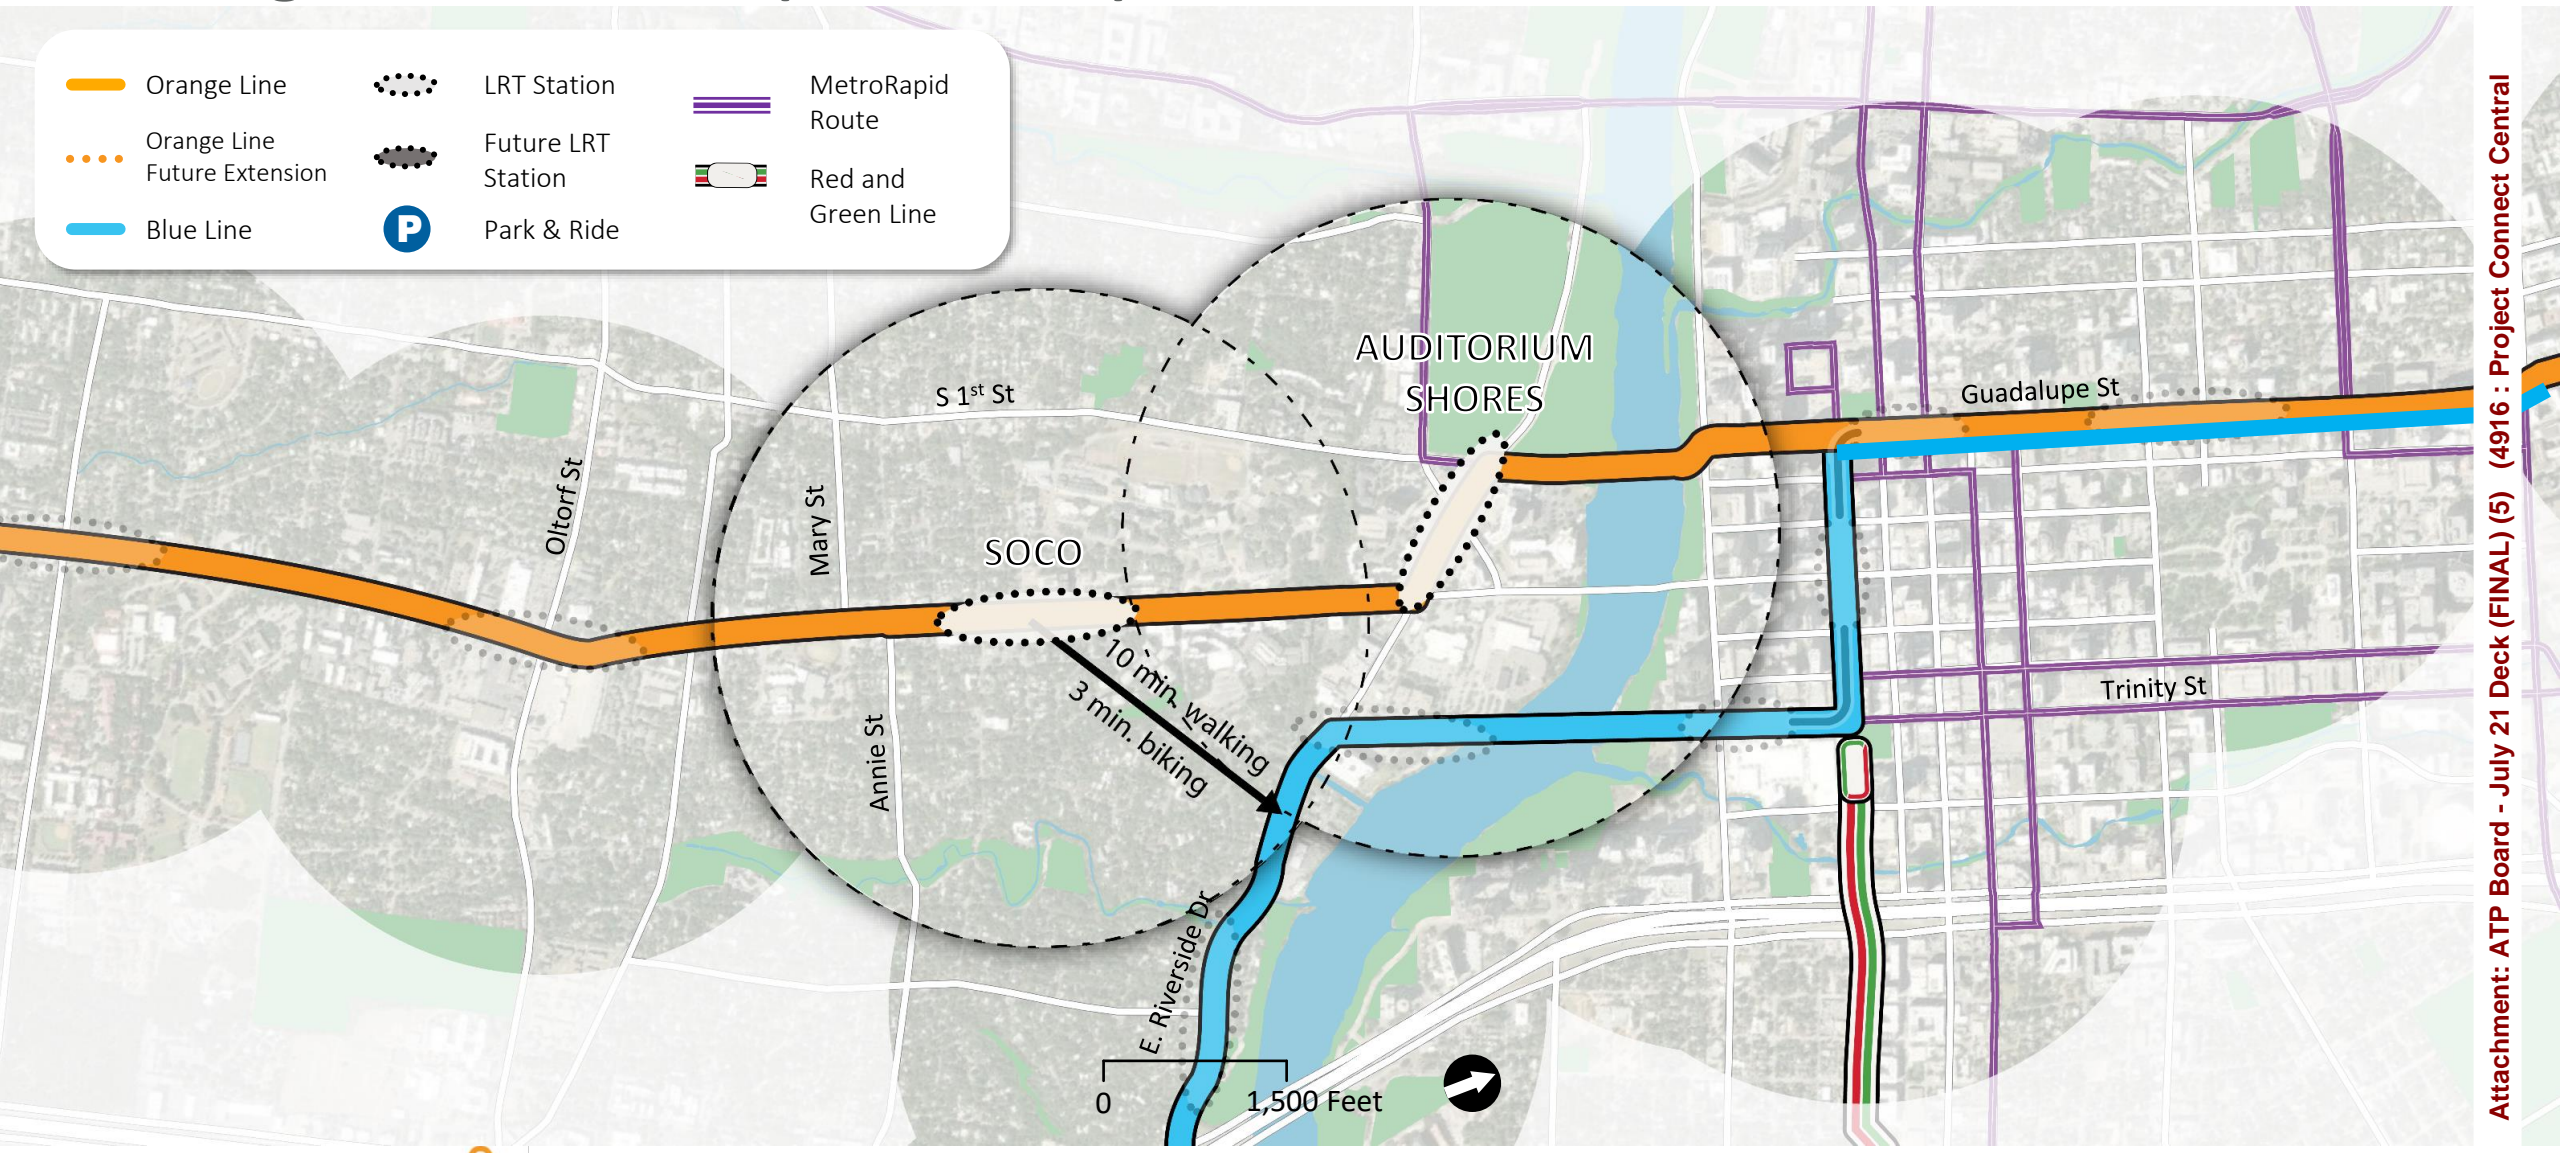 Orange Line
Orange Line
Future Extension
Blue Line
LRT Station
Future LRT
Station
P
Park & Ride
MetroRapid
Route
Red and
Green Line
AUDITORIUM
SHORES
S 1st St
Guadalupe St
Oltorf St
Mary St
SOCO
10 min. walking
3 min. biking
Trinity St
Annie St
E. Riverside Dr
0
1,500 Feet
Attachment: ATP Board - July 21 Deck (FINAL) (5) (4916 : Project Connect Central